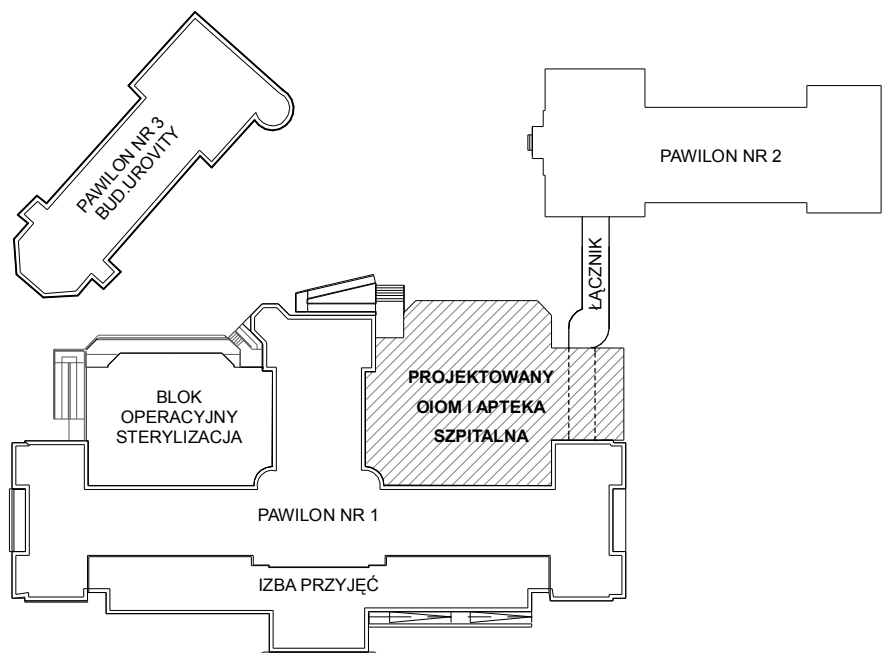 PAWILON NR 3
BUD.UROVITY
PAWILON NR 2
ŁĄCZNIK
BLOK
OPERACYJNY
STERYLIZACJA
PROJEKTOWANY
OIOM I APTEKA
SZPITALNA
PAWILON NR 1
IZBA PRZYJĘĆ